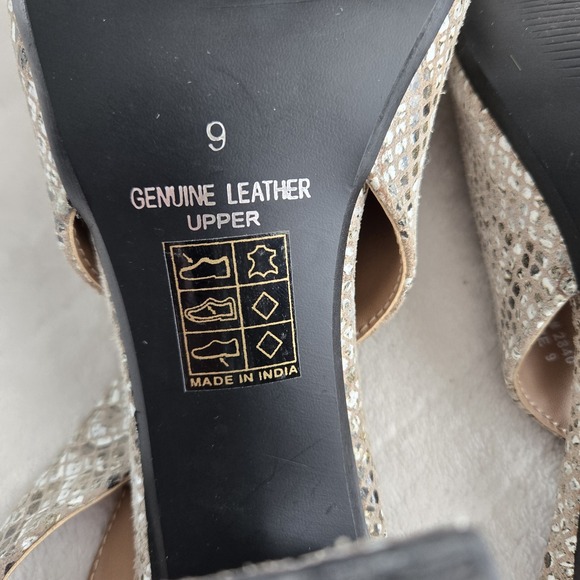 9
GENUINE LEATHER
UPPER
MADE IN INDIA